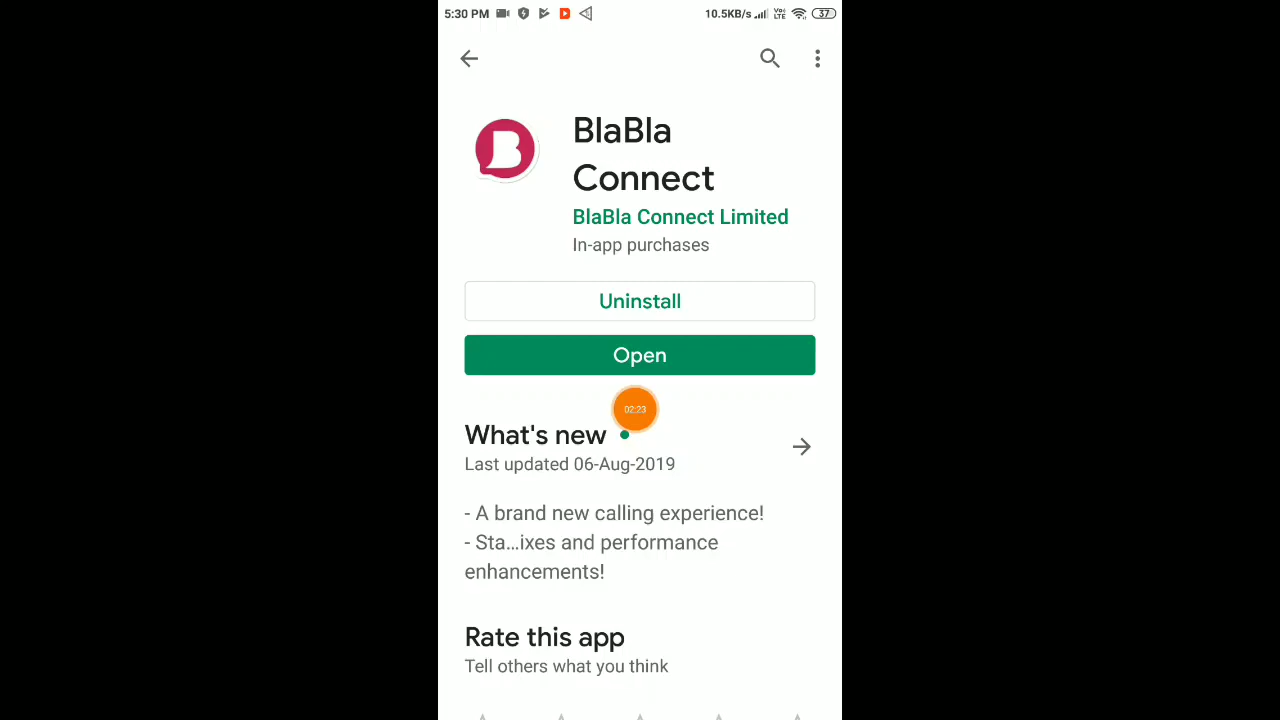 5:30 PM 10.5KB/s Vo) LTE 37
BlaBla
Connect
BlaBla Connect Limited
In-app purchases
Uninstall
Open
02:23
What's new
Last updated 06-Aug-2019
- A brand new calling experience!
- Sta...ixes and performance
enhancements!
Rate this app
Tell others what you think